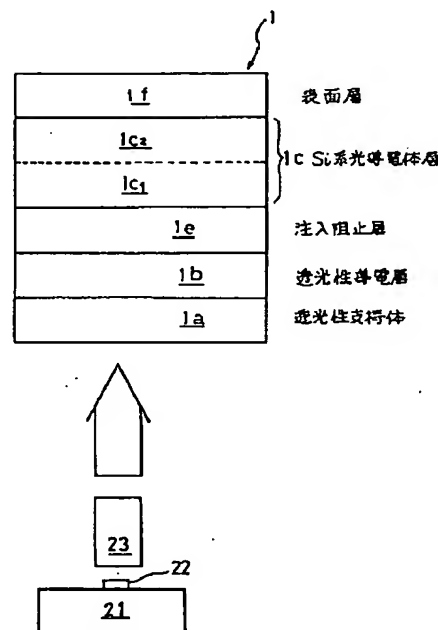 1
1f 表面層
1c2
1c Si系光導電体層
1c1
1e 注入阻止層
1b 透光性導電層
1a 透光性支持体
23
22
21